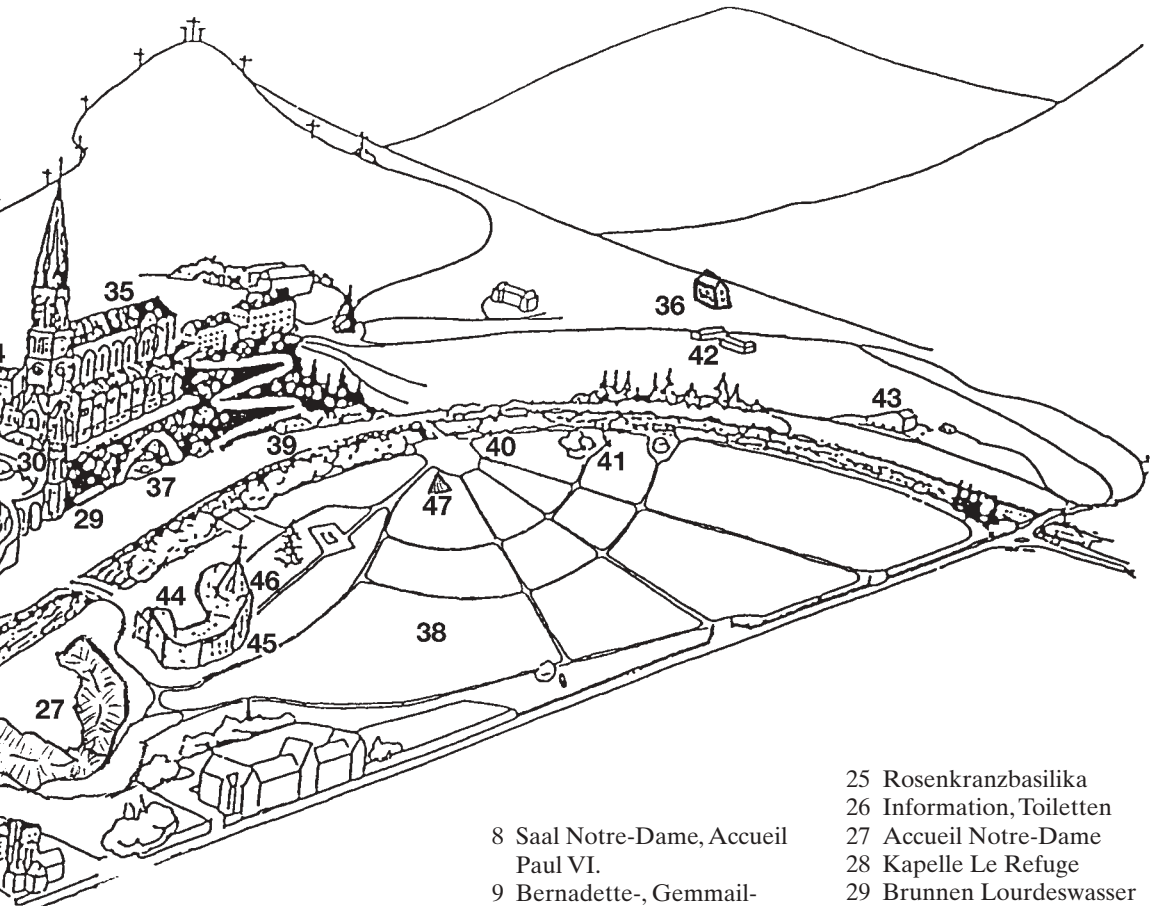 35
36
42
43
30
39
40
41
37
47
29
46
44
45
38
27
8 Saal Notre-Dame, Accueil
Paul VI.
9 Bernadette-, Gemmail-
25 Rosenkranzbasilika
26 Information, Toiletten
27 Accueil Notre-Dame
28 Kapelle Le Refuge
29 Brunnen Lourdeswasser